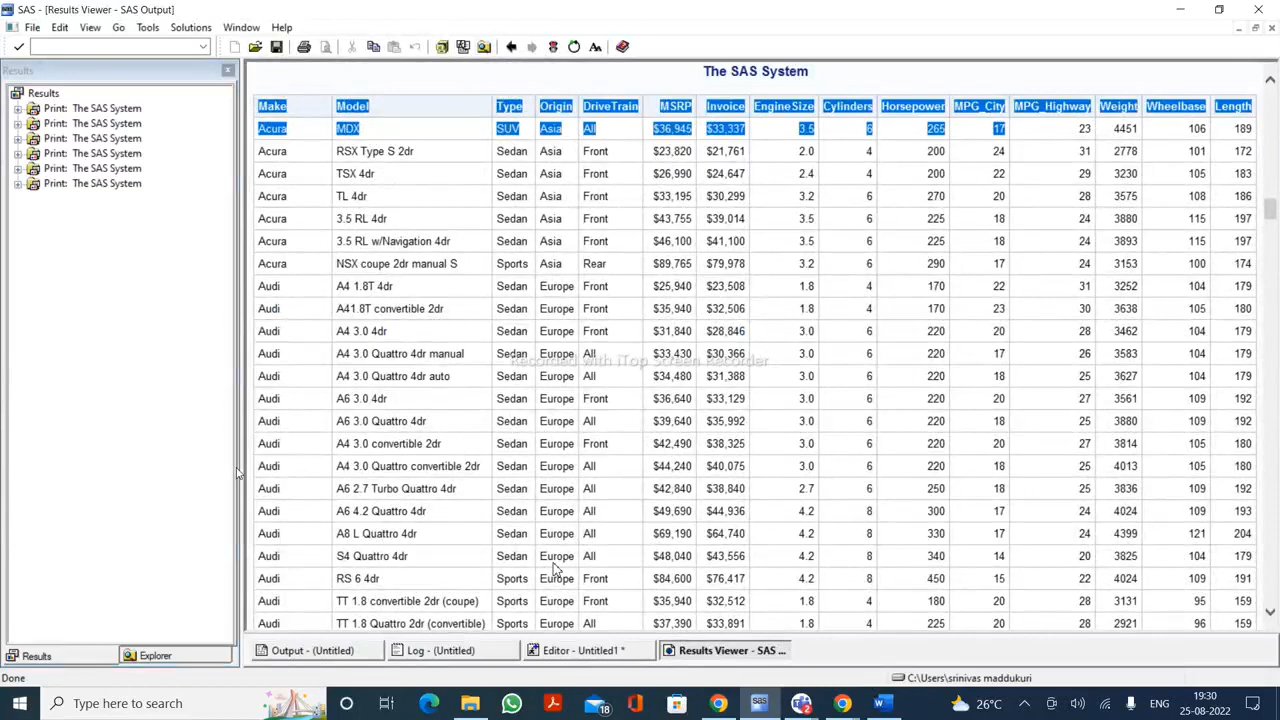 SAS - [Results Viewer - SAS Output]
File Edit View Go Tools Solutions Window Help
Results
Results
Print: The SAS System
Print: The SAS System
Print: The SAS System
Print: The SAS System
Print: The SAS System
Print: The SAS System
The SAS System
Make Model Type Origin DriveTrain MSRP Invoice EngineSize Cylinders Horsepower MPG_City MPG_Highway Weight Wheelbase Length
Acura MDX SUV Asia All $36,945 $33,337 3.5 6 265 17 23 4451 106 189
Acura RSX Type S 2dr Sedan Asia Front $23,820 $21,761 2.0 4 200 24 31 2778 101 172
Acura TSX 4dr Sedan Asia Front $26,990 $24,647 2.4 4 200 22 29 3230 105 183
Acura TL 4dr Sedan Asia Front $33,195 $30,299 3.2 6 270 20 28 3575 108 186
Acura 3.5 RL 4dr Sedan Asia Front $43,755 $39,014 3.5 6 225 18 24 3880 115 197
Acura 3.5 RL w/Navigation 4dr Sedan Asia Front $46,100 $41,100 3.5 6 225 18 24 3893 115 197
Acura NSX coupe 2dr manual S Sports Asia Rear $89,765 $79,978 3.2 6 290 17 24 3153 100 174
Audi A4 1.8T 4dr Sedan Europe Front $25,940 $23,508 1.8 4 170 22 31 3252 104 179
Audi A41.8T convertible 2dr Sedan Europe Front $35,940 $32,506 1.8 4 170 23 30 3638 105 180
Audi A4 3.0 4dr Sedan Europe Front $31,840 $28,846 3.0 6 220 20 28 3462 104 179
Audi A4 3.0 Quattro 4dr manual Sedan Europe All $33,430 $30,366 3.0 6 220 17 26 3583 104 179
Recorded with iTop Screen Recorder
Audi A4 3.0 Quattro 4dr auto Sedan Europe All $34,480 $31,388 3.0 6 220 18 25 3627 104 179
Audi A6 3.0 4dr Sedan Europe Front $36,640 $33,129 3.0 6 220 20 27 3561 109 192
Audi A6 3.0 Quattro 4dr Sedan Europe All $39,640 $35,992 3.0 6 220 18 25 3880 109 192
Audi A4 3.0 convertible 2dr Sedan Europe Front $42,490 $38,325 3.0 6 220 20 27 3814 105 180
Audi A4 3.0 Quattro convertible 2dr Sedan Europe All $44,240 $40,075 3.0 6 220 18 25 4013 105 180
Audi A6 2.7 Turbo Quattro 4dr Sedan Europe All $42,840 $38,840 2.7 6 250 18 25 3836 109 192
Audi A6 4.2 Quattro 4dr Sedan Europe All $49,690 $44,936 4.2 8 300 17 24 4024 109 193
Audi A8 L Quattro 4dr Sedan Europe All $69,190 $64,740 4.2 8 330 17 24 4399 121 204
Audi S4 Quattro 4dr Sedan Europe All $48,040 $43,556 4.2 8 340 14 20 3825 104 179
Audi RS 6 4dr Sports Europe Front $84,600 $76,417 4.2 8 450 15 22 4024 109 191
Audi TT 1.8 convertible 2dr (coupe) Sports Europe Front $35,940 $32,512 1.8 4 180 20 28 3131 95 159
Audi TT 1.8 Quattro 2dr (convertible) Sports Europe All $37,390 $33,891 1.8 4 225 20 28 2921 96 159
Results Explorer Output - (Untitled) Log - (Untitled) Editor - Untitled1 * Results Viewer - SAS ...
Done C:\Users\srinivas maddukuri
Type here to search 18 sas 26°C ENG 19:30
25-08-2022